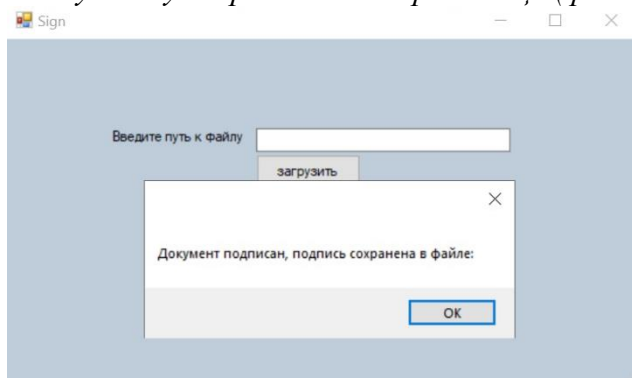 Sign
Введите путь к файлу
загрузить
Документ подписан, подпись сохранена в файле:
OK